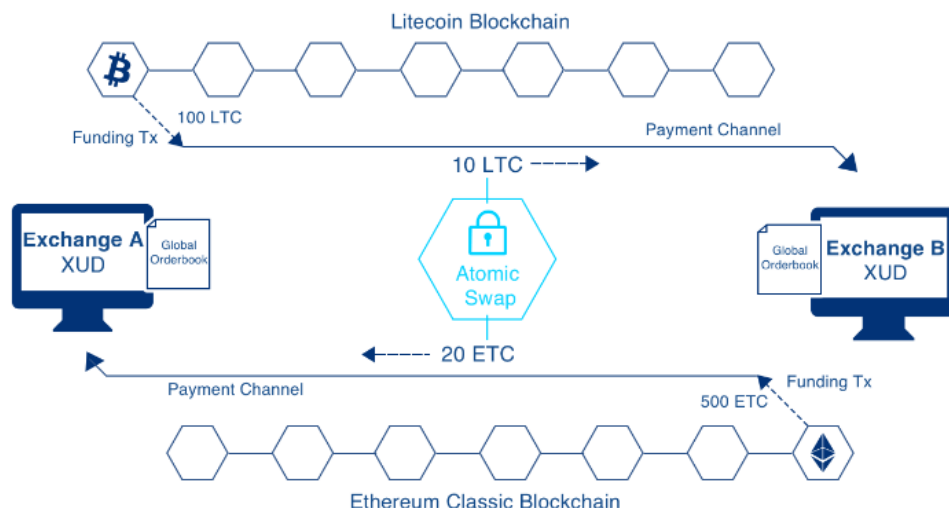 Litecoin Blockchain
100 LTC
Funding Tx
Payment Channel
10 LTC
Exchange A
XUD
Global
Orderbook
Atomic
Swap
Global
Orderbook
Exchange B
XUD
20 ETC
Payment Channel
Funding Tx
500 ETC
Ethereum Classic Blockchain